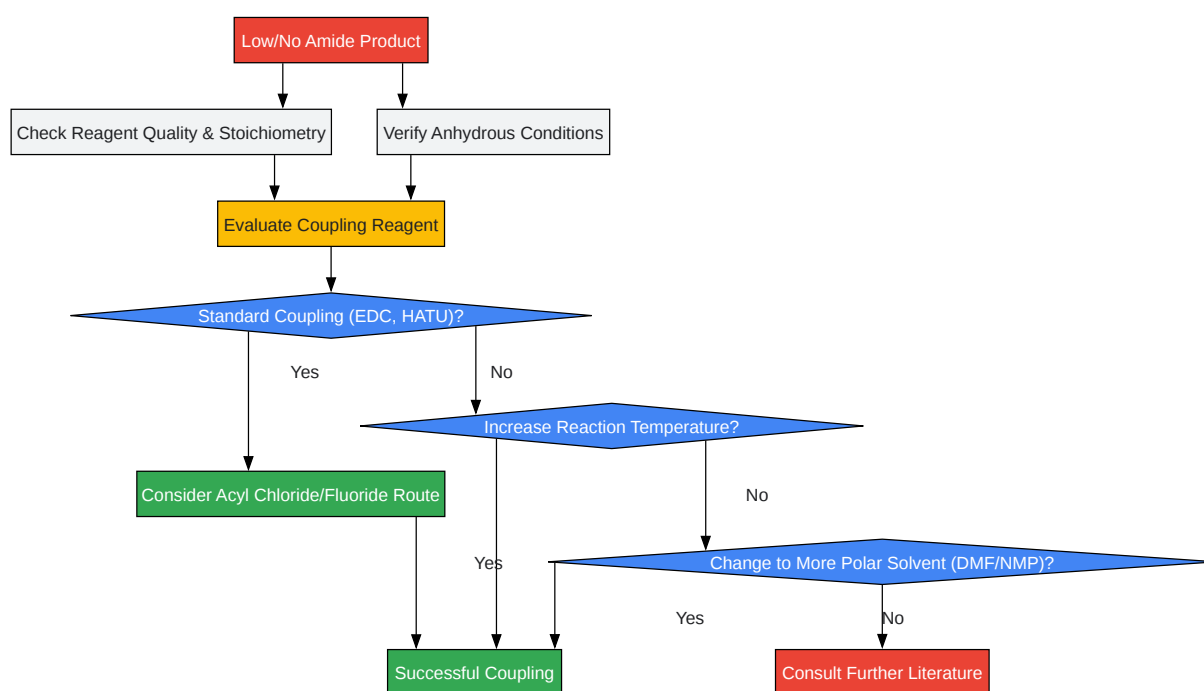 Low/No Amide Product
Check Reagent Quality & Stoichiometry
Verify Anhydrous Conditions
Evaluate Coupling Reagent
Standard Coupling (EDC, HATU)?
Yes
No
Increase Reaction Temperature?
Consider Acyl Chloride/Fluoride Route
No
Yes
Change to More Polar Solvent (DMF/NMP)?
Yes
No
Successful Coupling
Consult Further Literature